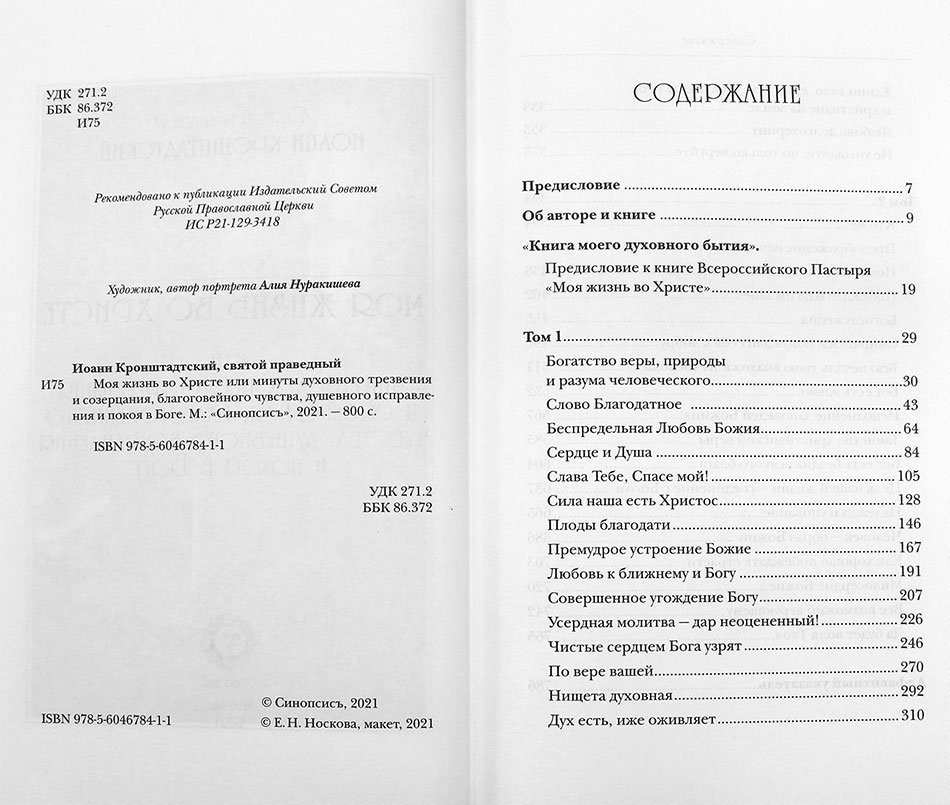 УДК 271.2
ББК 86.372
И75
Рекомендовано к публикации Издательский Советом
Русской Православной Церкви
ИС Р21-129-3418
Художник, автор портрета Алия Нуракишева
Иоанн Кронштадтский, святой праведный
И75 Моя жизнь во Христе или минуты духовного трезвения
и созерцания, благоговейного чувства, душевного исправле-
ния и покоя в Боге. М.: «Синопсисъ», 2021. – 800 с.
ISBN 978-5-6046784-1-1
УДК 271.2
ББК 86.372
ISBN 978-5-6046784-1-1
© Синопсисъ, 2021
© Е. Н. Носкова, макет, 2021
СОДЕРЖАНИЕ
Предисловие 7
Об авторе и книге 9
«Книга моего духовного бытия».
Предисловие к книге Всероссийского Пастыря
«Моя жизнь во Христе» 19
Том 1 29
Богатство веры, природы
и разума человеческого 30
Слово Благодатное 43
Беспредельная Любовь Божия 64
Сердце и Душа 84
Слава Тебе, Спасе мой! 105
Сила наша есть Христос 128
Плоды благодати 146
Премудрое устроение Божие 167
Любовь к ближнему и Богу 191
Совершенное угождение Богу 207
Усердная молитва – дар неоцененный! 226
Чистые сердцем Бога узрят 246
По вере вашей 270
Нищета духовная 292
Дух есть, иже оживляет 310